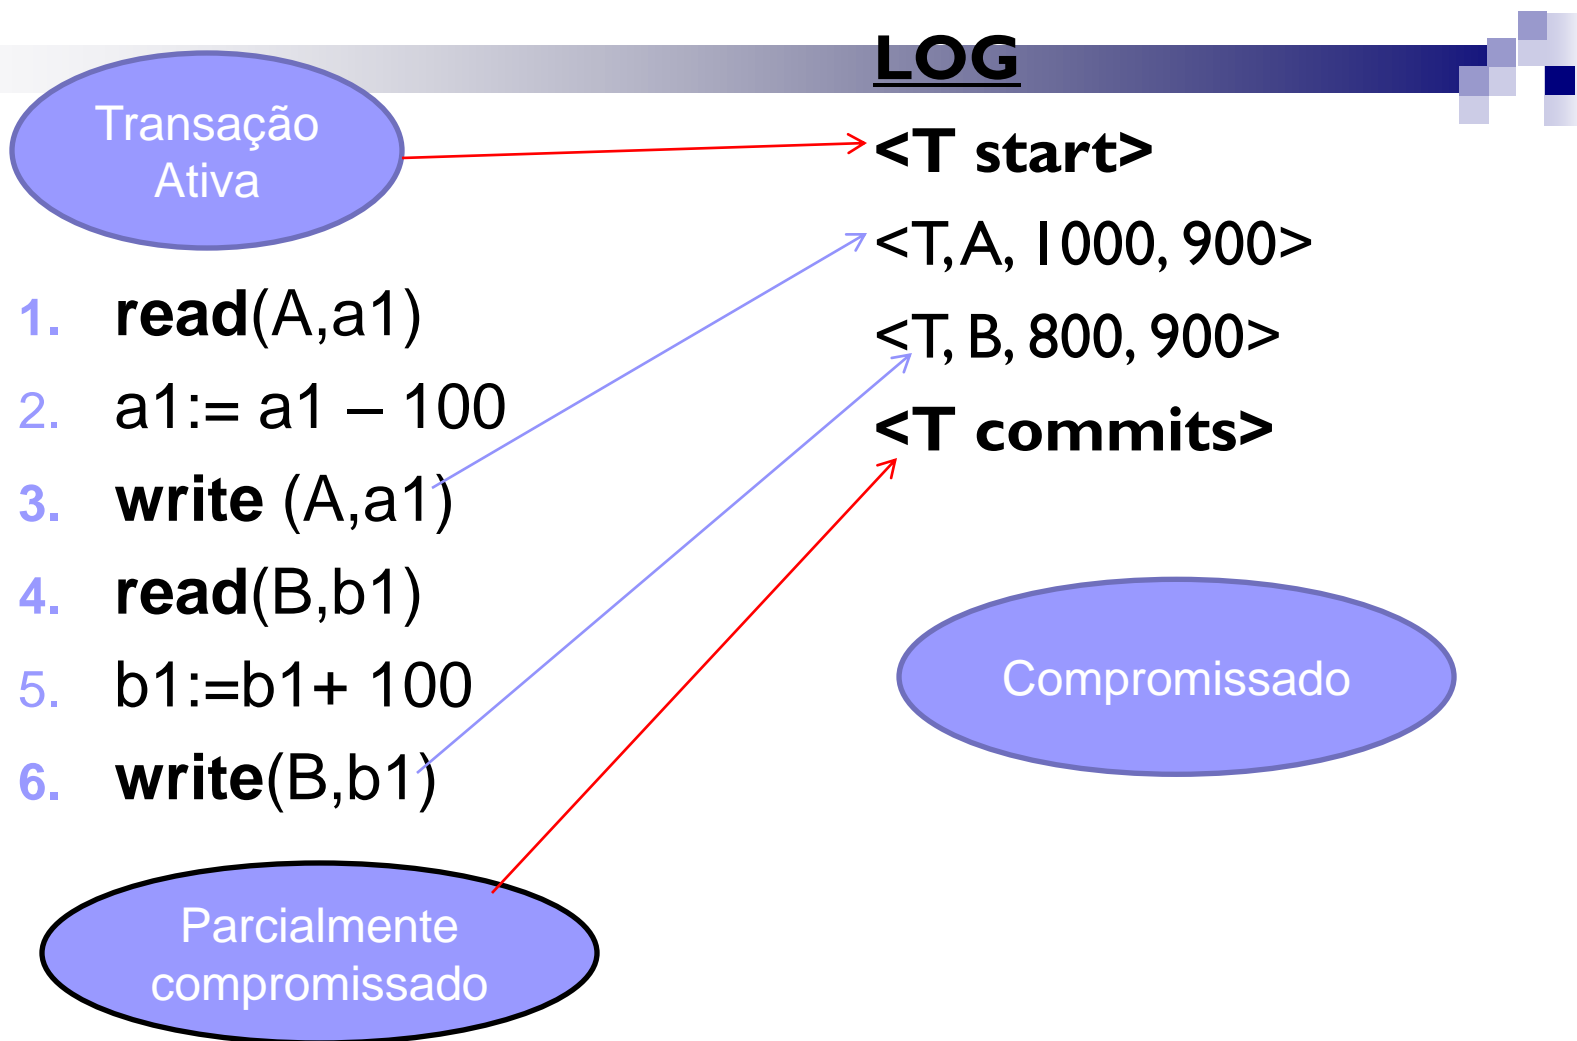 LOG
Transação
Ativa
<T start>
<T, A, 1000, 900>
<T, B, 800, 900>
<T commits>
1. read(A,a1)
2. a1:= a1 – 100
3. write (A,a1)
4. read(B,b1)
5. b1:=b1+ 100
6. write(B,b1)
Parcialmente
compromissado
Compromissado